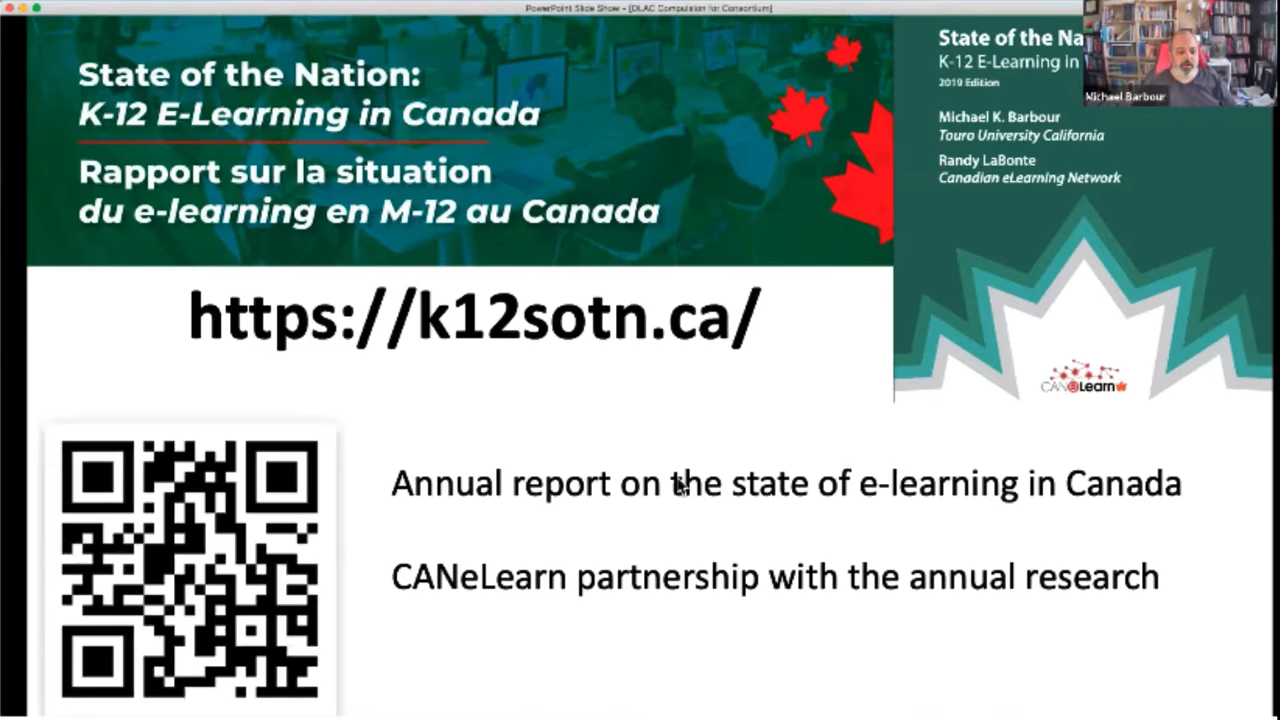 PowerPoint Slide Show - [DLAC Compulsion for Consortium]
State of the Nation:
K-12 E-Learning in Canada
Rapport sur la situation
du e-learning en M-12 au Canada
State of the Na
K-12 E-Learning in
2019 Edition
Michael K. Barbour
Touro University California
Randy LaBonte
Canadian eLearning Network
Michael Barbour
CANeLearn
https://k12sotn.ca/
Annual report on the state of e-learning in Canada
CANeLearn partnership with the annual research